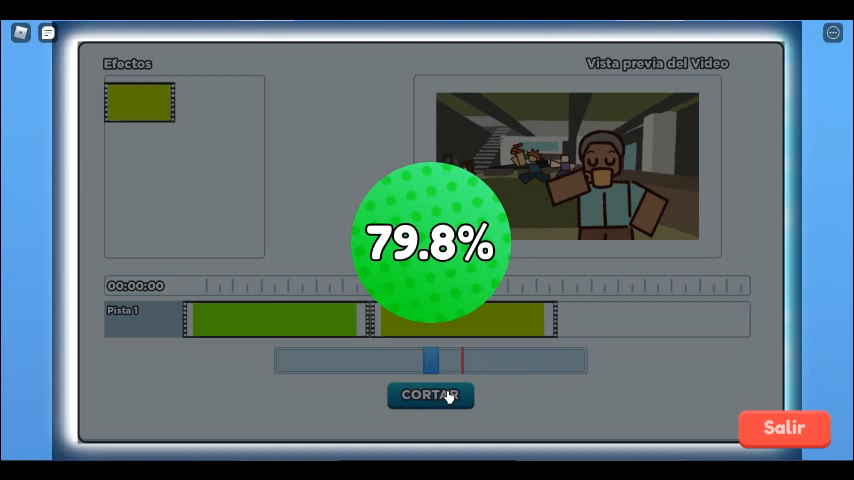 Efectos
Vista previa del Video
79.8%
00:00:00
Pista 1
CORTAR
Salir